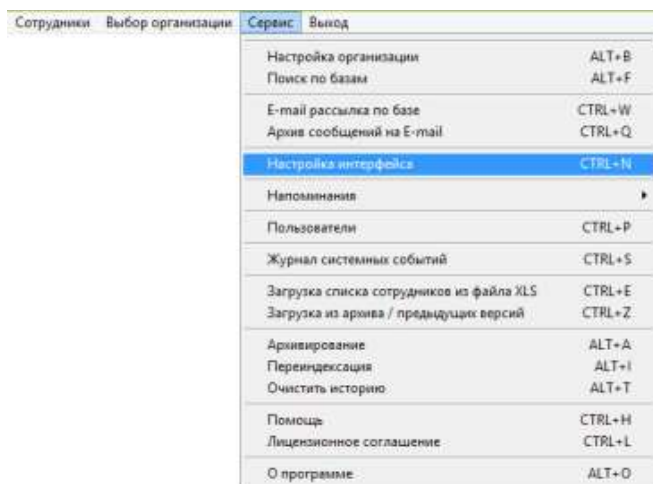 Сотрудники Выбор организации Сервис Выход
Настройка организации ALT+B
Поиск по базам ALT+F
E-mail рассылка по базе CTRL+W
Архив сообщений на E-mail CTRL+Q
Настройка интерфейса CTRL+N
Напоминания
Пользователи CTRL+P
Журнал системных событий CTRL+S
Загрузка списка сотрудников из файла XLS CTRL+E
Загрузка из архива / предыдущих версий CTRL+Z
Архивирование ALT+A
Переиндексация ALT+I
Очистить историю ALT+T
Помощь CTRL+H
Лицензионное соглашение CTRL+L
О программе ALT+O